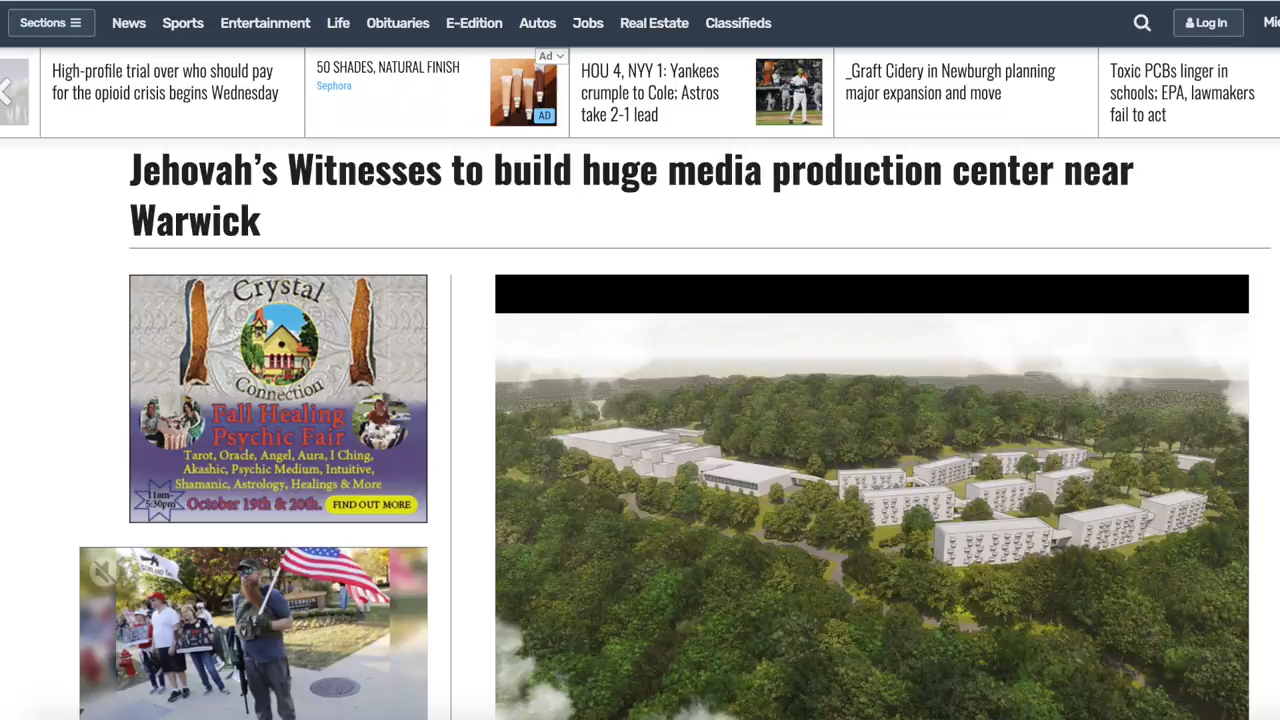 Sections
News
Sports
Entertainment
Life
Obituaries
E-Edition
Autos
Jobs
Real Estate
Classifieds
Log In
High-profile trial over who should pay
for the opioid crisis begins Wednesday
50 SHADES, NATURAL FINISH
Sephora
Ad
AD
HOU 4, NYY 1: Yankees
crumple to Cole; Astros
take 2-1 lead
_Graft Cidery in Newburgh planning
major expansion and move
Toxic PCBs linger in
schools; EPA, lawmakers
fail to act
Jehovah's Witnesses to build huge media production center near
Warwick
Crystal
Connection
Fall Healing
Psychic Fair
Tarot, Oracle, Angel, Aura, I Ching,
Akashic, Psychic Medium, Intuitive,
Shamanic, Astrology, Healings & More
11am-
5:30pm
October 19th & 20th.
FIND OUT MORE